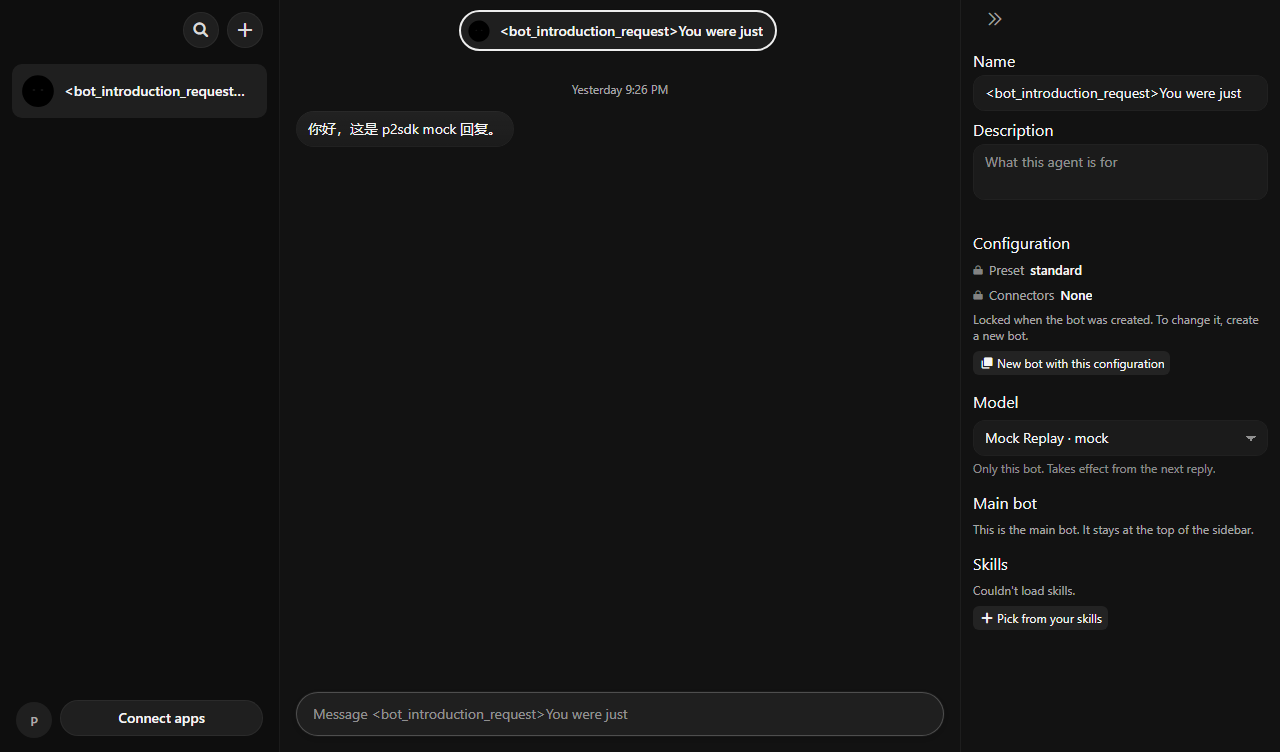 <bot_introduction_request...
<bot_introduction_request>You were just
Yesterday 9:26 PM
你好，这是 p2sdk mock 回复。
Message <bot_introduction_request>You were just
p
Connect apps
Name
<bot_introduction_request>You were just
Description
What this agent is for
Configuration
Preset standard
Connectors None
Locked when the bot was created. To change it, create
a new bot.
New bot with this configuration
Model
Mock Replay · mock
Only this bot. Takes effect from the next reply.
Main bot
This is the main bot. It stays at the top of the sidebar.
Skills
Couldn't load skills.
Pick from your skills